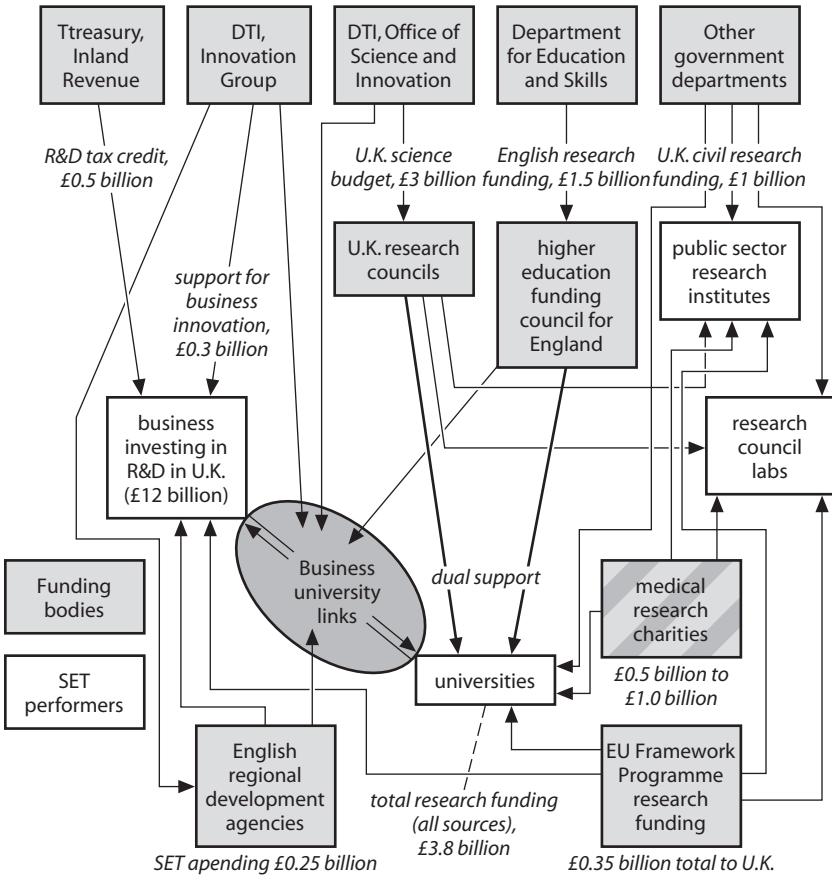 Ttreasury,
Inland
Revenue
DTI,
Innovation
Group
DTI, Office of
Science and
Innovation
Department
for Education
and Skills
Other
government
departments
R&D tax credit,
£0.5 billion
U.K. science
budget, £3 billion
English research
funding, £1.5 billion
U.K. civil research
funding, £1 billion
support for
business
innovation,
£0.3 billion
U.K. research
councils
higher
education
funding
council for
England
public sector
research
institutes
business
investing in
R&D in U.K.
(£12 billion)
research
council
labs
Business
university
links
dual support
Funding
bodies
medical
research
charities
£0.5 billion to
£1.0 billion
SET
performers
universities
English
regional
development
agencies
SET apending £0.25 billion
total research funding
(all sources),
£3.8 billion
EU Framework
Programme
research
funding
£0.35 billion total to U.K.